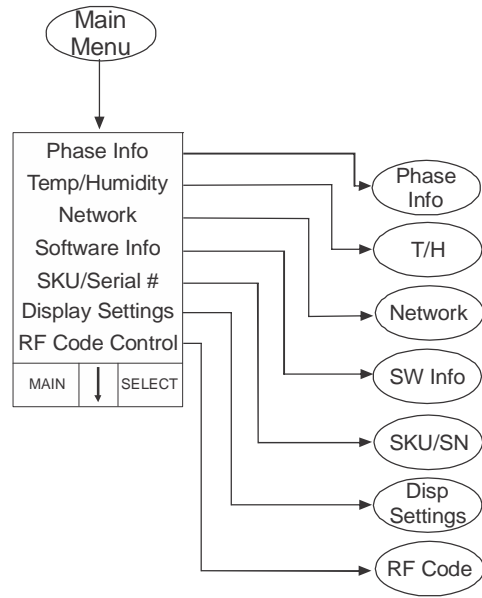 Main
Menu
Phase Info
Temp/Humidity
Network
Software Info
SKU/Serial #
Display Settings
RF Code Control
MAIN
SELECT
Phase
Info
T/H
Network
SW Info
SKU/SN
Disp
Settings
RF Code